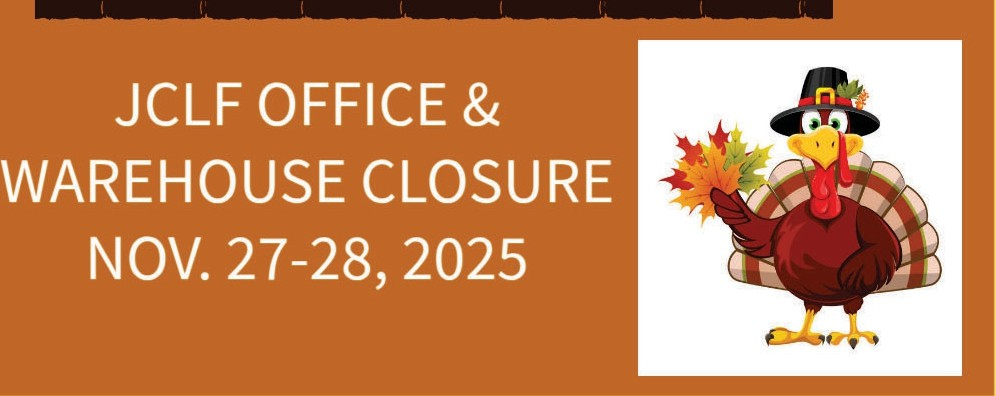 JCLF OFFICE &
WAREHOUSE CLOSURE
NOV. 27-28, 2025